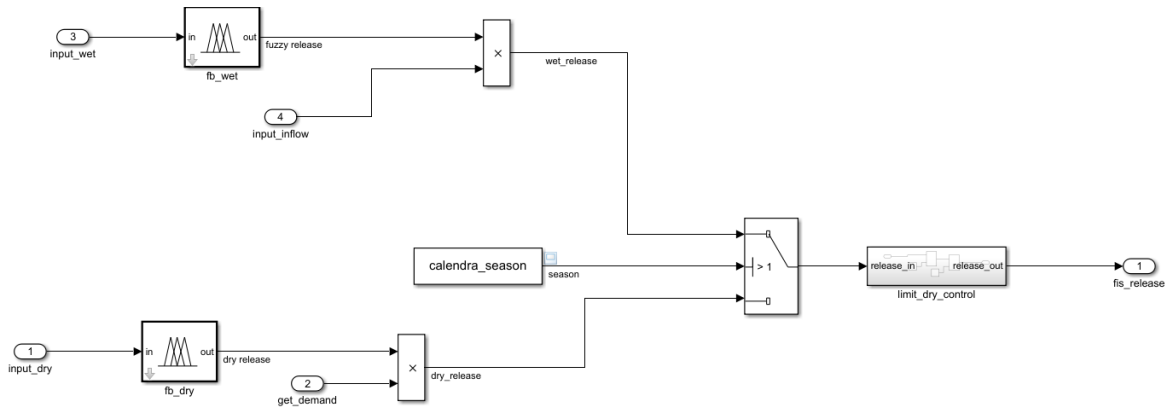 3
input_wet
in
out
fb_wet
fuzzy release
×
wet_release
4
input_inflow
calendra_season
season
> 1
release_in
release_out
limit_dry_control
1
fis_release
1
input_dry
in
out
fb_dry
dry release
×
dry_release
2
get_demand